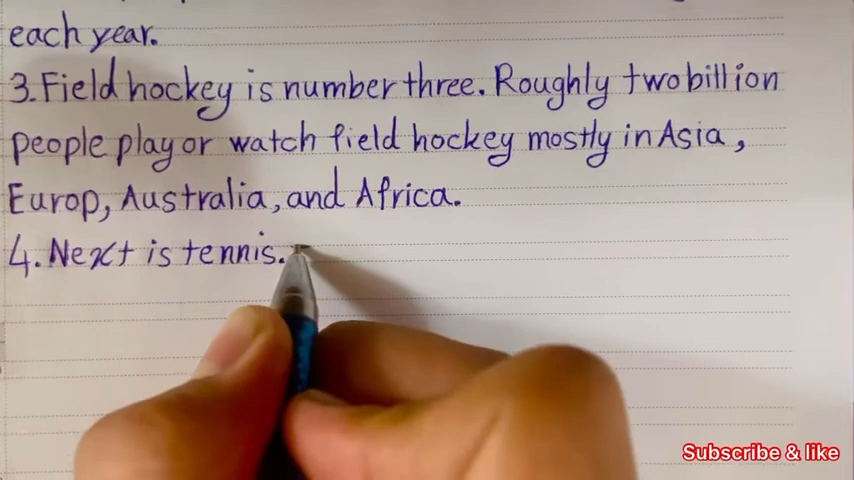 each year.
3. Field hockey is number three. Roughly two billion
people play or watch field hockey mostly in Asia,
Europ, Australia, and Africa.
4. Next is tennis.
Subscribe & like